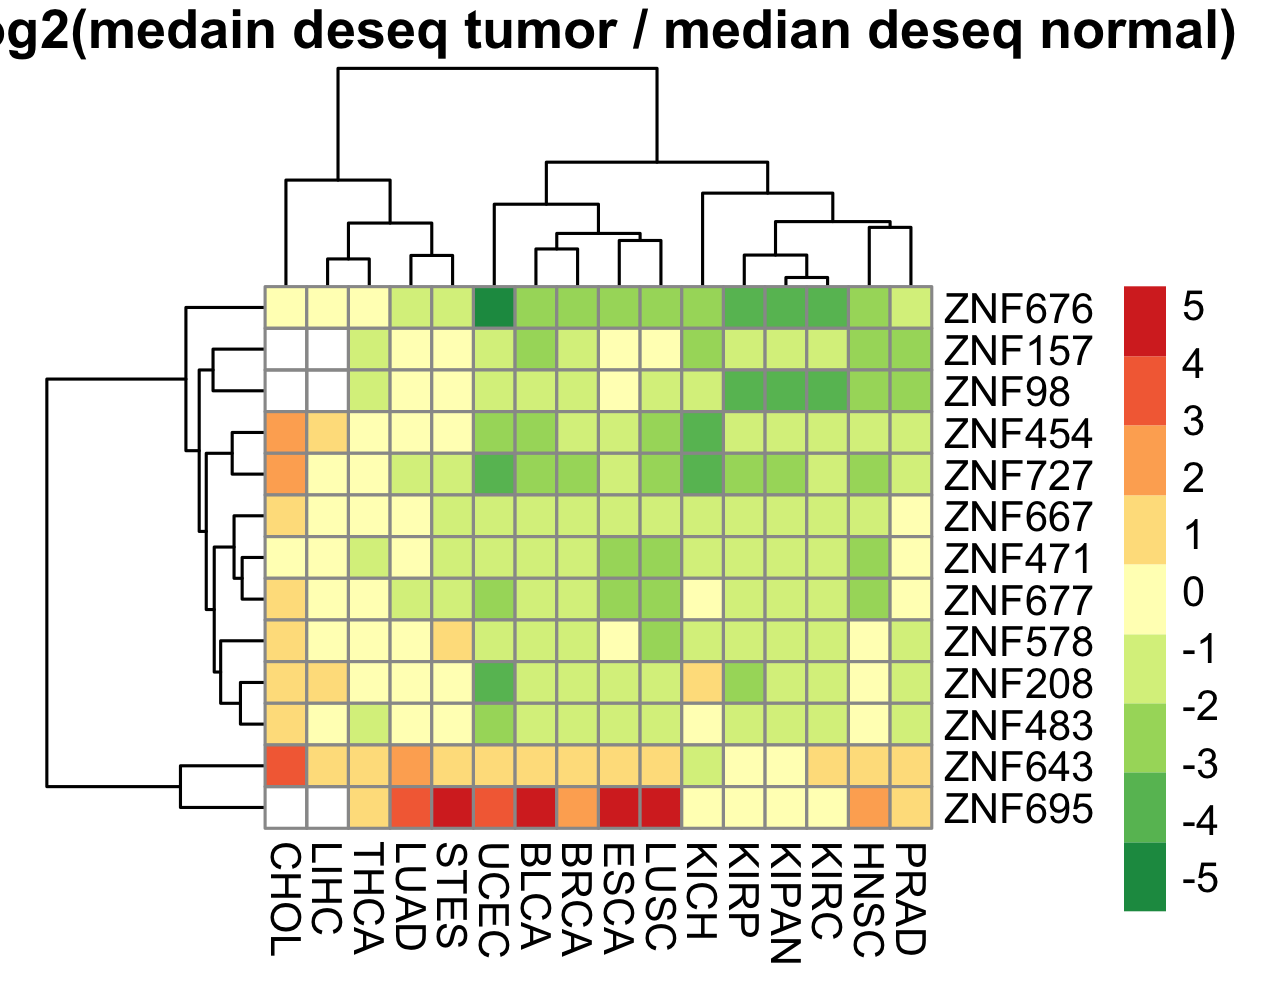 og2(medain deseq tumor / median deseq normal)
ZNF676
ZNF157
ZNF98
ZNF454
ZNF727
ZNF667
ZNF471
ZNF677
ZNF578
ZNF208
ZNF483
ZNF643
ZNF695
5
4
3
2
1
0
-1
-2
-3
-4
-5
CHOL
LIHC
THCA
LUAD
STES
UCEC
BLCA
BRCA
ESCA
LUSC
KICH
KIRP
KIPAN
KIRC
HNSC
PRAD